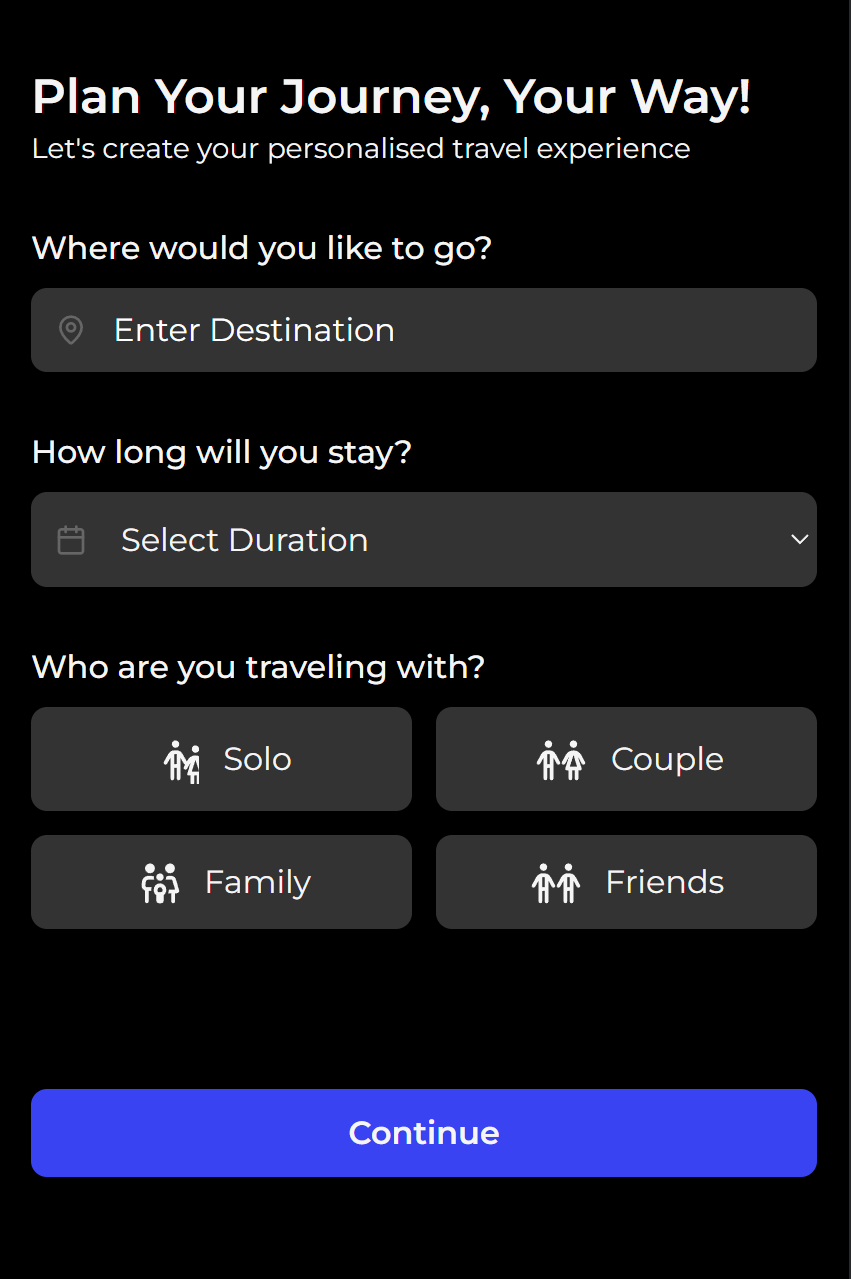 Plan Your Journey, Your Way!
Let's create your personalised travel experience
Where would you like to go?
Enter Destination
How long will you stay?
Select Duration
Who are you traveling with?
Solo
Couple
Family
Friends
Continue